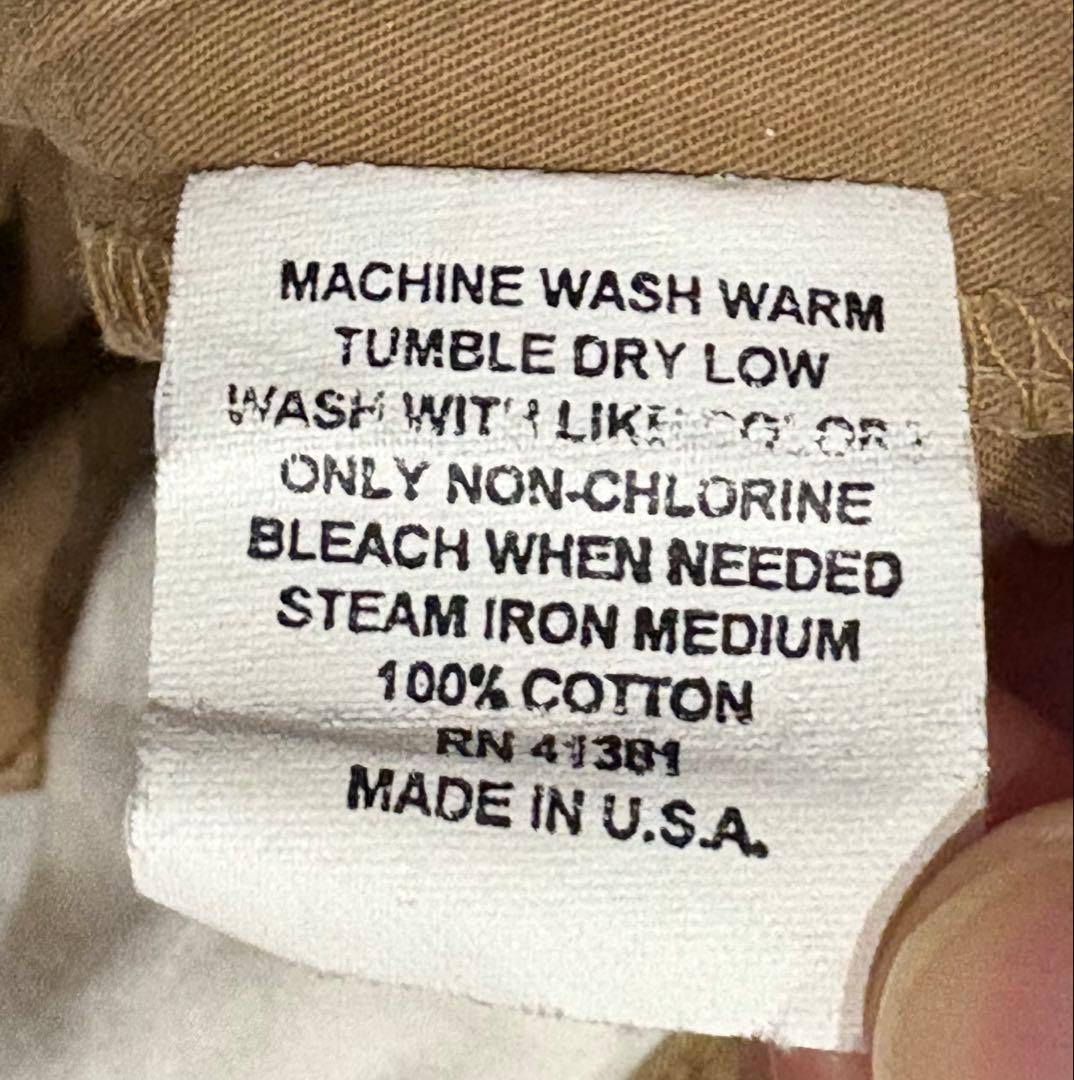 MACHINE WASH WARM
TUMBLE DRY LOW
WASH WITH LIKE COLORS
ONLY NON-CHLORINE
BLEACH WHEN NEEDED
STEAM IRON MEDIUM
100% COTTON
RN 41381
MADE IN U.S.A.